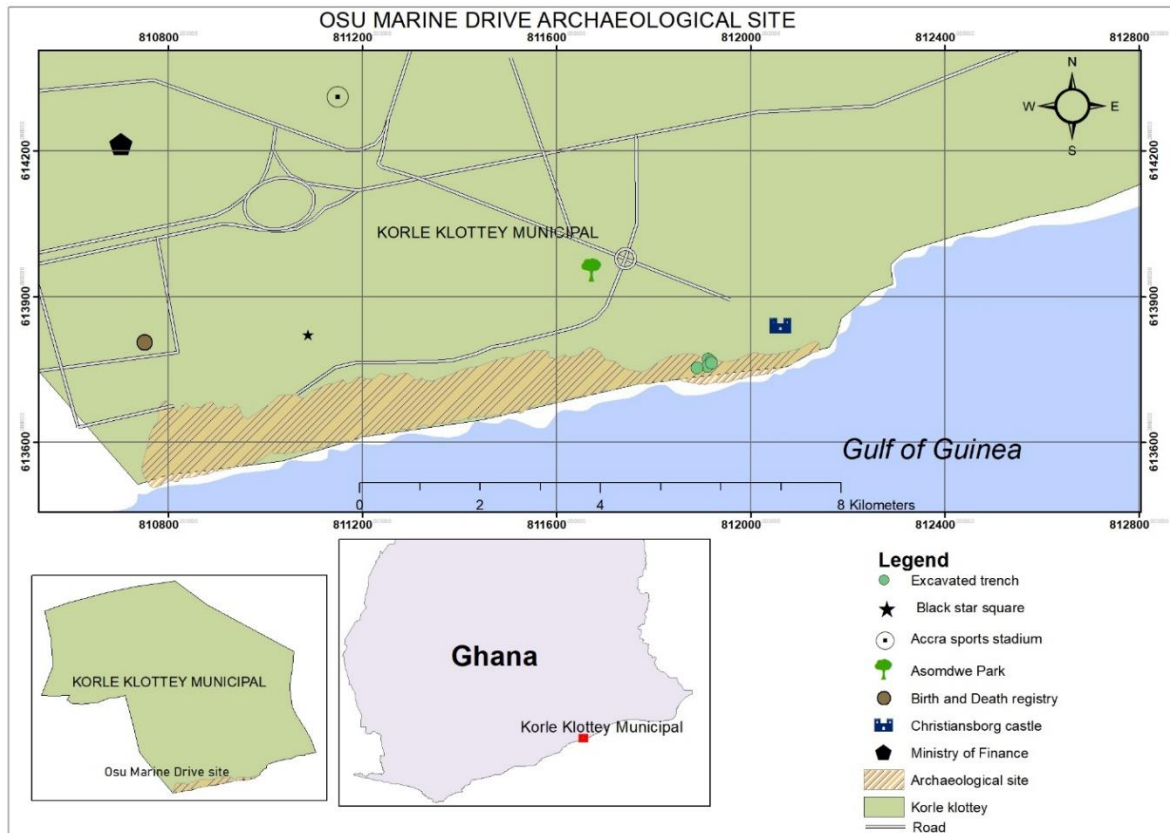 OSU MARINE DRIVE ARCHAEOLOGICAL SITE
810800 811200 811600 812000 812400 812800
N
W E
S
614200 614200
KORLE KLOTTEY MUNICIPAL
613900 613900
613600 613600
Gulf of Guinea
0 2 4 8 Kilometers
810800 811200 811600 812000 812400 812800
KORLE KLOTTEY MUNICIPAL
Osu Marine Drive site
Ghana
Korle Klottey Municipal
Legend
Excavated trench
Black star square
Accra sports stadium
Asomdwe Park
Birth and Death registry
Christiansborg castle
Ministry of Finance
Archaeological site
Korle klottey
Road